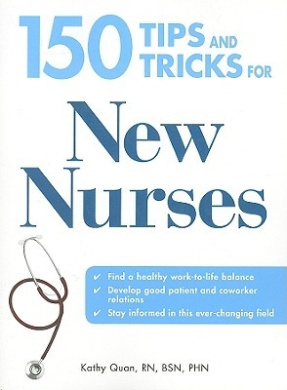 150 TIPS AND
TRICKS FOR
New
Nurses
✓ Find a healthy work-to-life balance
✓ Develop good patient and coworker
relations
✓ Stay informed in this ever-changing field
Kathy Quan, RN, BSN, PHN